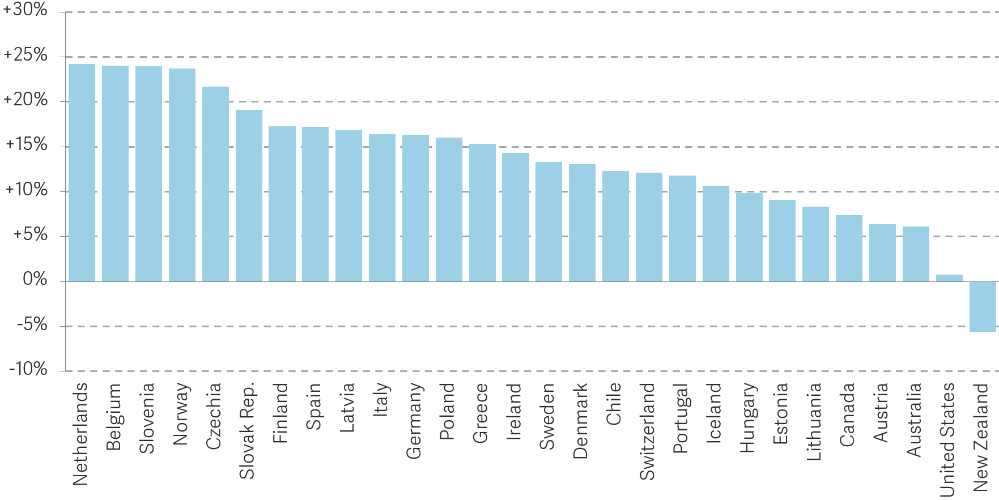 +30%
+25%
+20%
+15%
+10%
+5%
0%
-5%
-10%
Netherlands
Belgium
Slovenia
Norway
Czechia
Slovak Rep.
Finland
Spain
Latvia
Italy
Germany
Poland
Greece
Ireland
Sweden
Denmark
Chile
Switzerland
Portugal
Iceland
Hungary
Estonia
Lithuania
Canada
Austria
Australia
United States
New Zealand